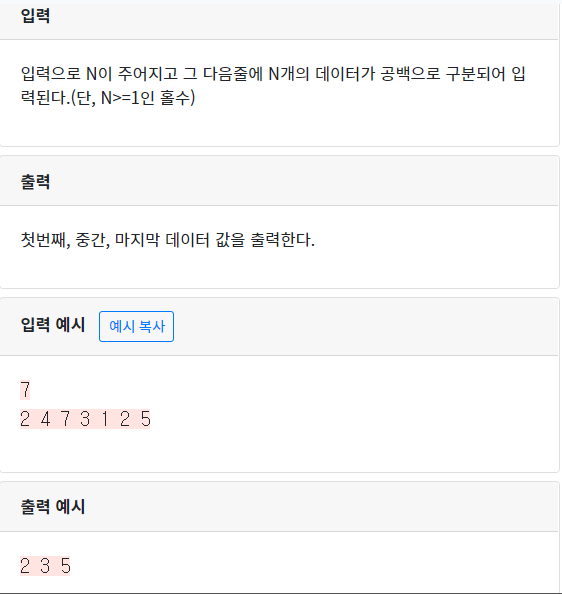 입력
입력으로 N이 주어지고 그 다음줄에 N개의 데이터가 공백으로 구분되어 입
력된다.(단, N>=1인 홀수)
출력
첫번째, 중간, 마지막 데이터 값을 출력한다.
입력 예시 예시 복사
7
2 4 7 3 1 2 5
출력 예시
2 3 5